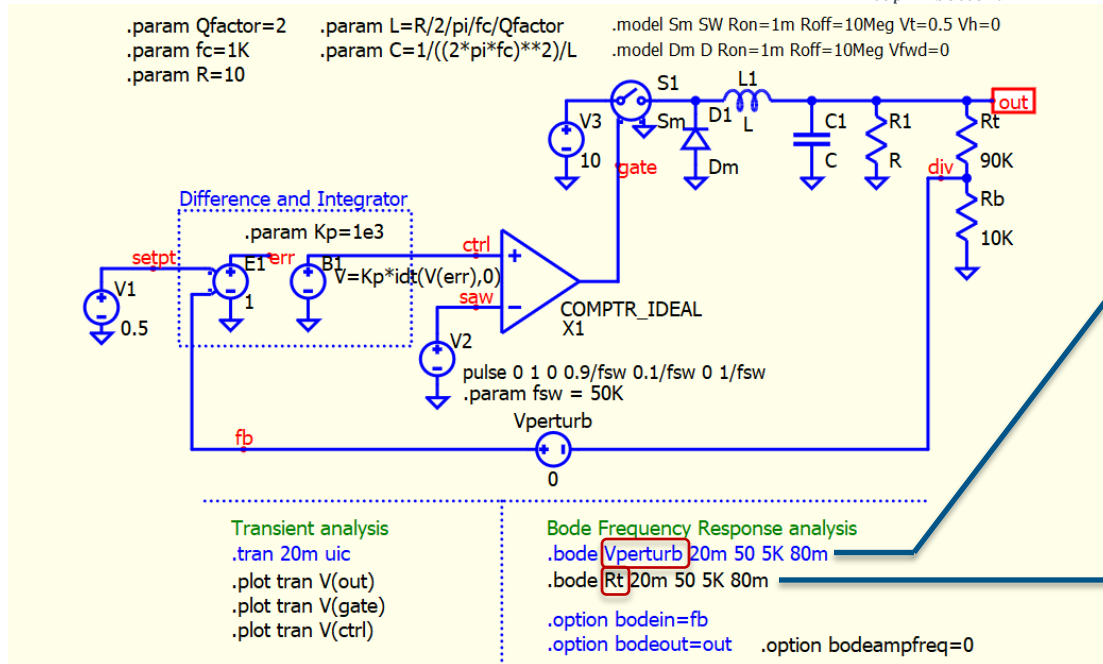 .param Qfactor=2 .param L=R/2/pi/fc/Qfactor .model Sm SW Ron=1m Roff=10Meg Vt=0.5 Vh=0
.param fc=1K .param C=1/((2*pi*fc)**2)/L .model Dm D Ron=1m Roff=10Meg Vfwd=0
.param R=10
S1 L1
out
V3 Sm D1 L C1 R1 Rt
10 gate Dm C R div 90K
Difference and Integrator
Rb
.param Kp=1e3
10K
setpt E1 err B1 ctrl
V=Kp*idt(V(err),0)
V1 1 saw
0.5 COMPTR_IDEAL
X1
V2
pulse 0 1 0 0.9/fsw 0.1/fsw 0 1/fsw
.param fsw = 50K
Vperturb
fb
0
Transient analysis Bode Frequency Response analysis
.tran 20m uic .bode Vperturb 20m 50 5K 80m
.plot tran V(out) .bode Rt 20m 50 5K 80m
.plot tran V(gate)
.option bodein=fb
.plot tran V(ctrl)
.option bodeout=out .option bodeampfreq=0